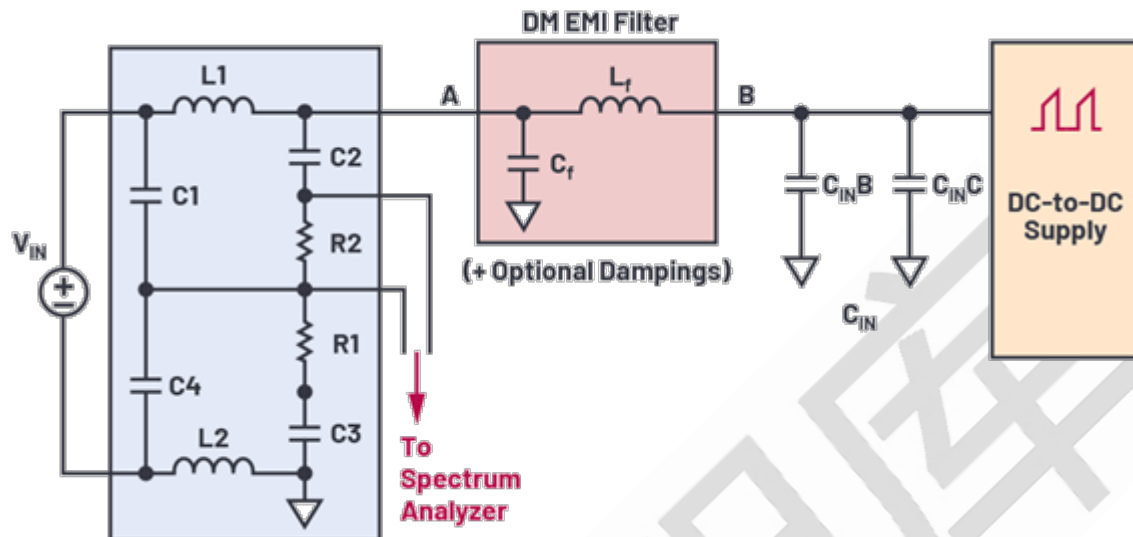 DM EMI Filter
L1
A
Lf
B
C2
Cf
C1
CINB
CINC
DC-to-DC
Supply
VIN
R2
(+ Optional Dampings)
CIN
R1
C4
C3
L2
To
Spectrum
Analyzer